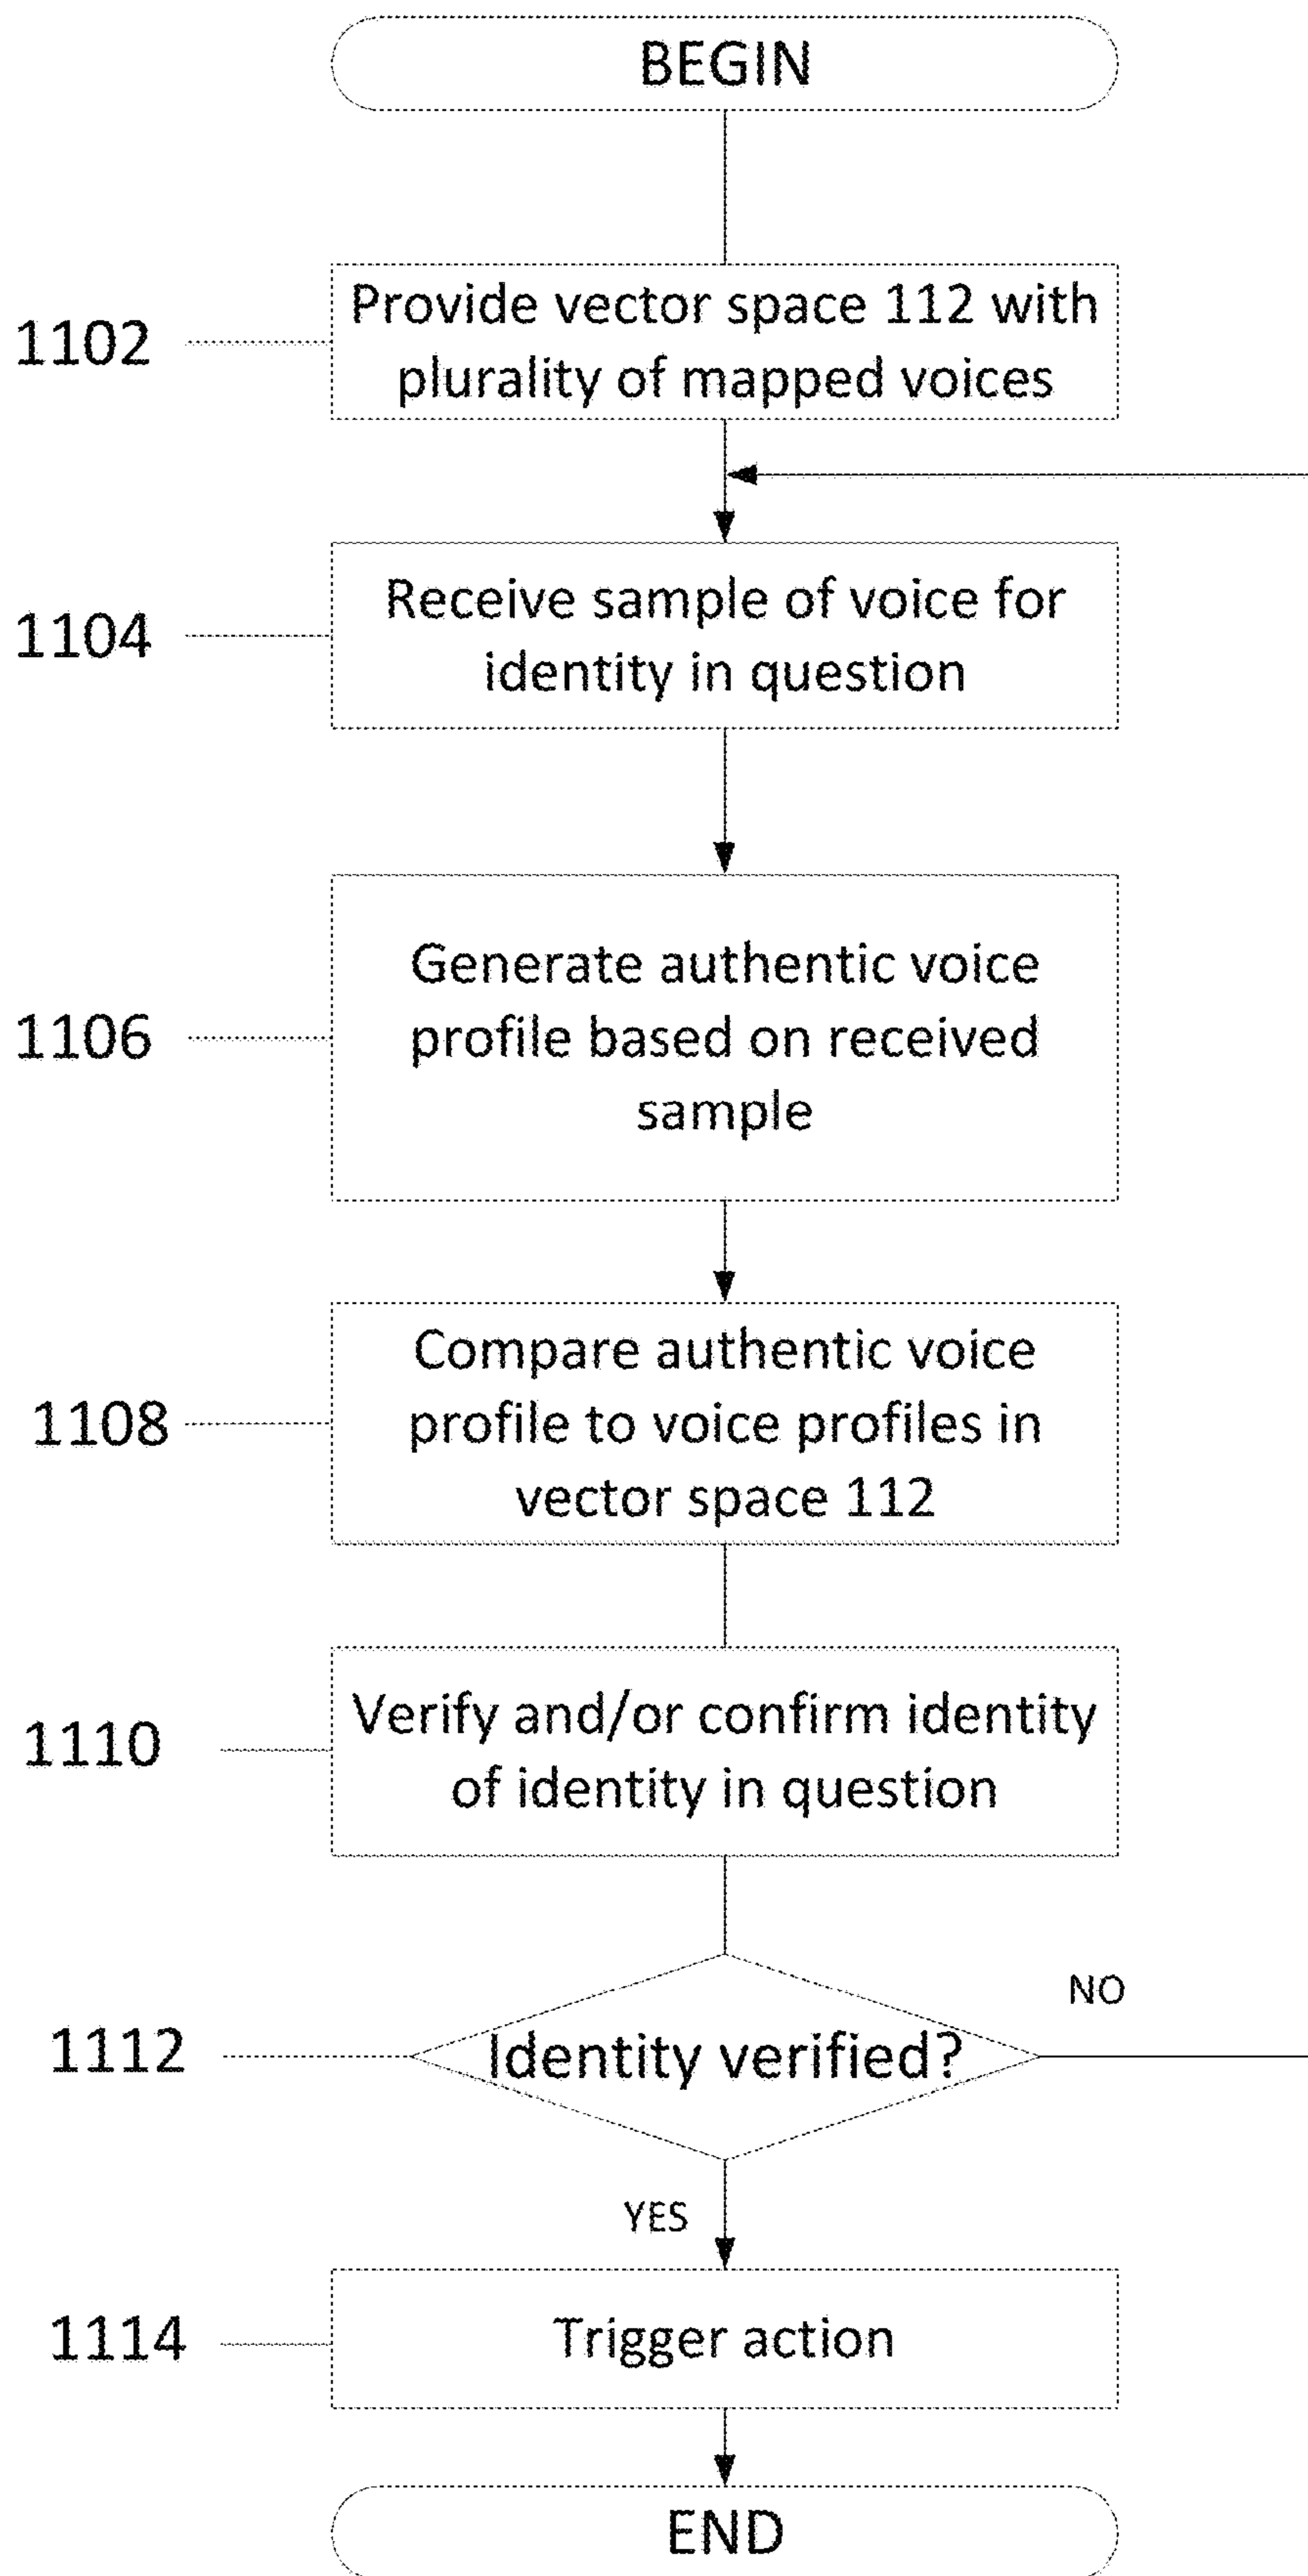 BEGIN
1102
Provide vector space 112 with
plurality of mapped voices
1104
Receive sample of voice for
identity in question
1106
Generate authentic voice
profile based on received
sample
1108
Compare authentic voice
profile to voice profiles in
vector space 112
1110
Verify and/or confirm identity
of identity in question
1112
Identity verified?
NO
YES
1114
Trigger action
END